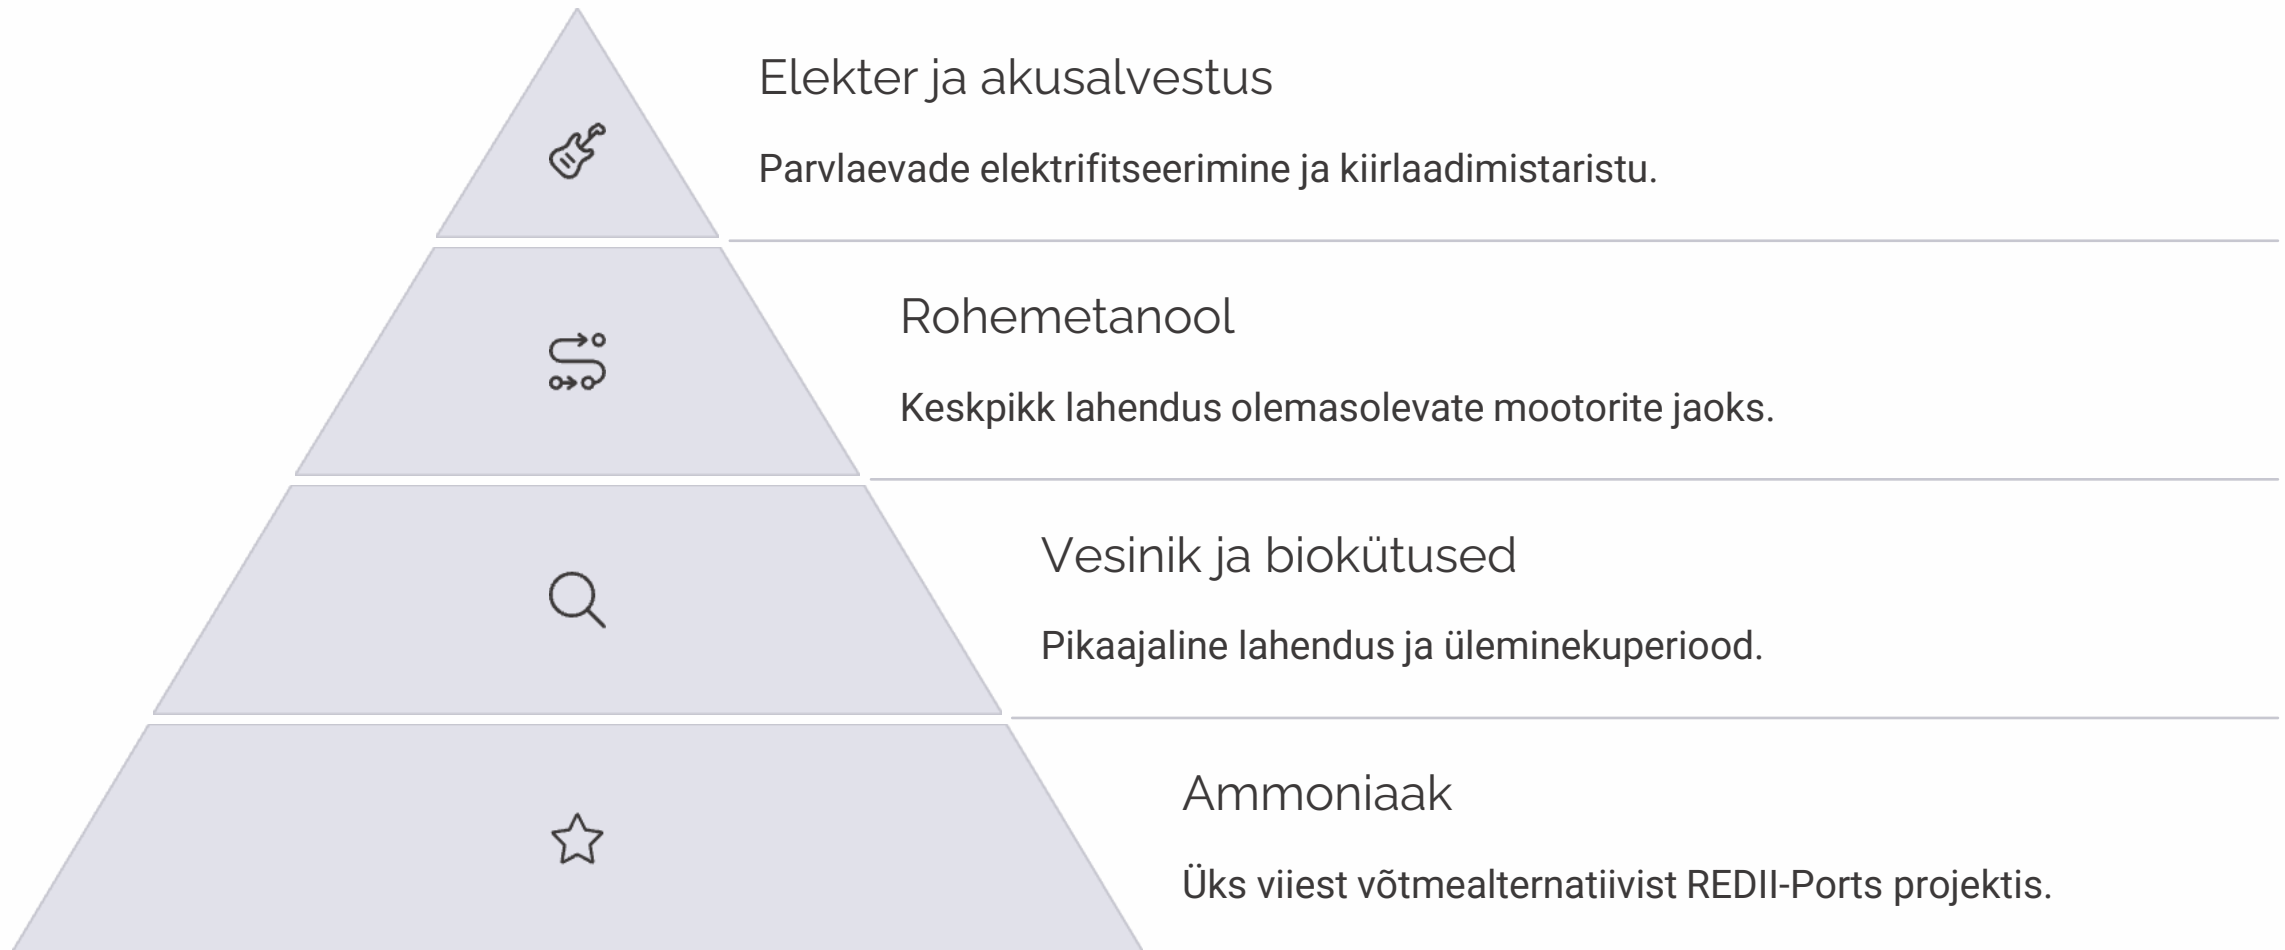 Elekter ja akusalvestus
Parvlaevade elektrifitseerimine ja kiirlaadimistaristu.
Rohemetanool
Keskpikk lahendus olemasolevate mootorite jaoks.
Vesinik ja biokütused
Pikaajaline lahendus ja üleminekuperiood.
Ammoniaak
Üks viiest võtmealternatiivist REDII-Ports projektis.